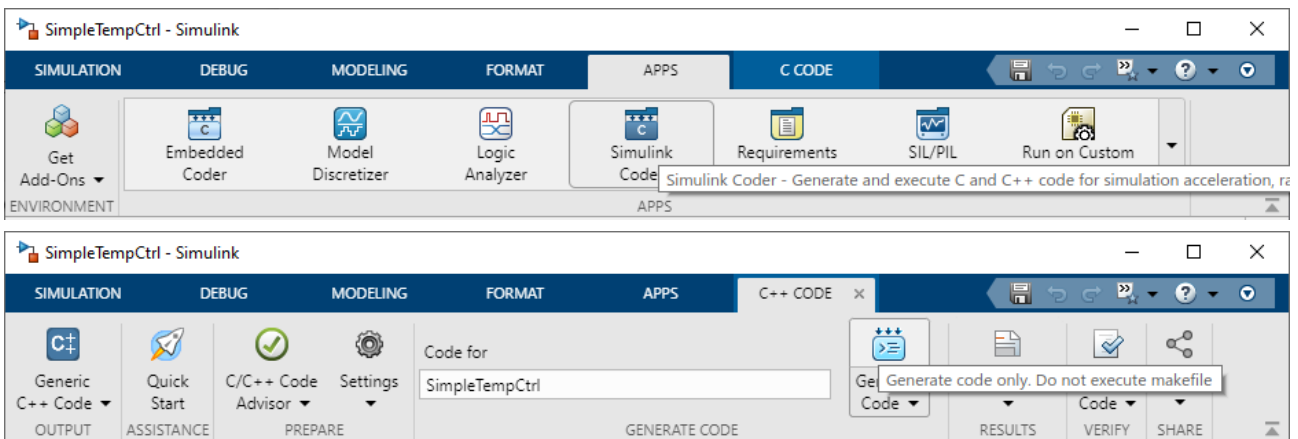 SimpleTempCtrl - Simulink
SIMULATION DEBUG MODELING FORMAT APPS C CODE
Get Add-Ons
Embedded Coder
Model Discretizer
Logic Analyzer
Simulink
Requirements
SIL/PIL
Run on Custom
Simulink Coder - Generate and execute C and C++ code for simulation acceleration,
ENVIRONMENT APPS
SimpleTempCtrl - Simulink
SIMULATION DEBUG MODELING FORMAT APPS C++ CODE
Generic C++ Code
Quick Start
C/C++ Code Advisor
Settings
Code for
SimpleTempCtrl
Code
Generate code only. Do not execute makefile
Code
OUTPUT ASSISTANCE PREPARE GENERATE CODE RESULTS VERIFY SHARE